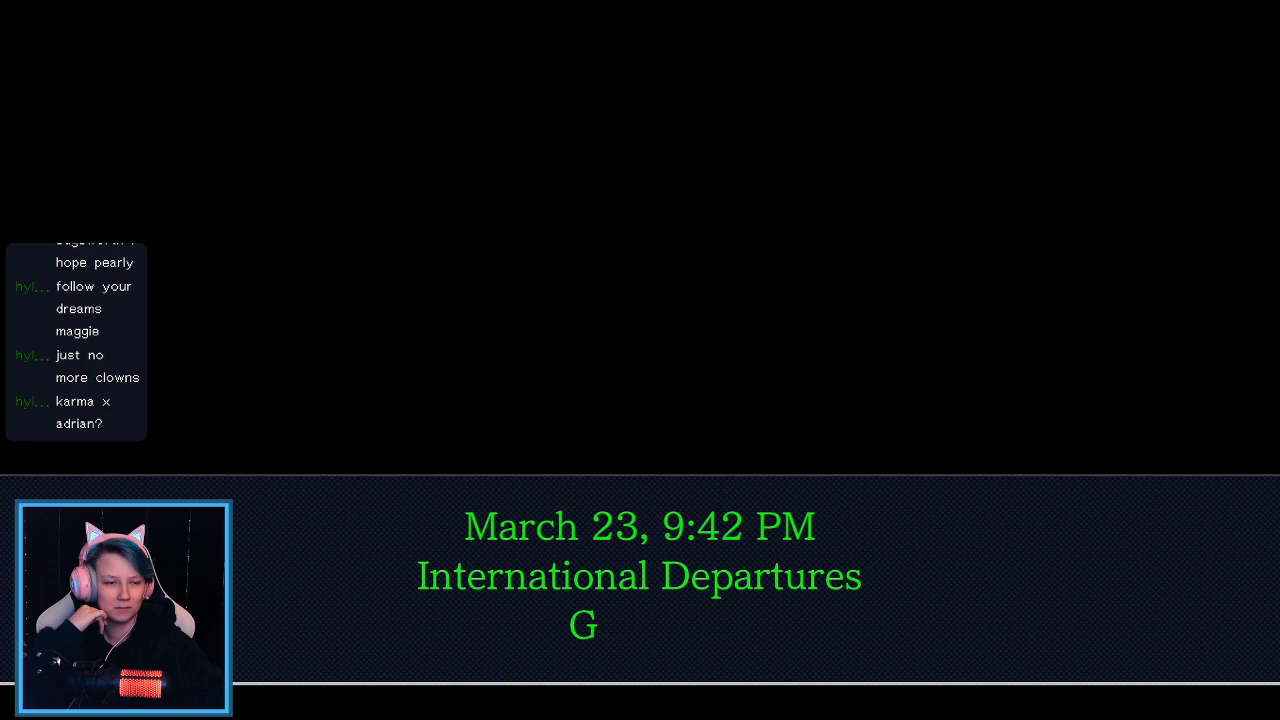 hope pearly
hyl... follow your
dreams
maggie
hyl... just no
more clowns
hyl... karma x
adrian?
March 23, 9:42 PM
International Departures
G